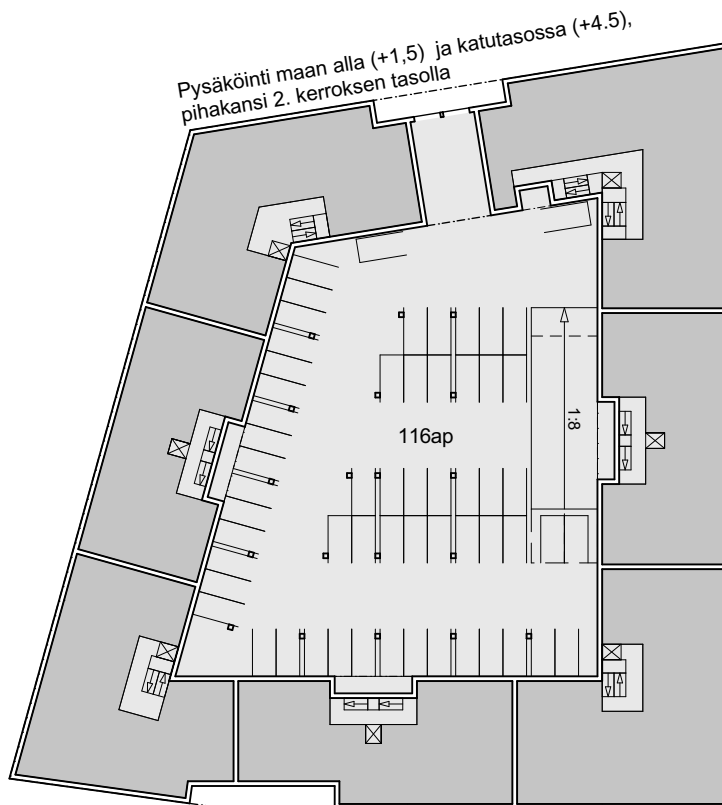 Pysäköinti maan alla (+1,5) ja katutasossa (+4.5),
pihakansi 2. kerroksen tasolla
116ap
1:8